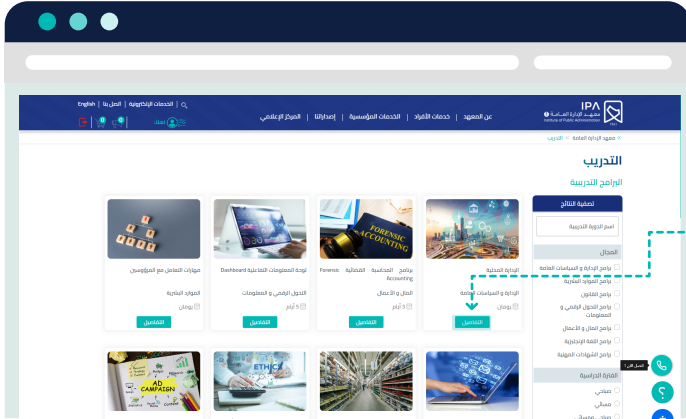 English | اتصل بنا | الخدمات الإلكترونية
عن المعهد | خدمات الأفراد | الخدمات المؤسسية | إصداراتنا | المركز الإعلامي
IPA
معهد الإدارة العامة
Institute of Public Administration
معهد الإدارة العامة > التدريب
التدريب
البرامج التدريبية
تصفية النتائج
اسم الدورة التدريبية
المجال
برامج الإدارة و السياسات العامة
برامج الموارد البشرية
برامج القانون
برامج التحول الرقمي و المعلومات
برامج المال و الأعمال
برامج اللغة الإنجليزية
برامج الشهادات المهنية
الفترة الدراسية
صباحي
مسائي
الإدارة المحلية
الإدارة و السياسات العامة
يومان
التفاصيل
FORENSIC ACCOUNTING
برنامج المحاسبة القضائية Forensic Accounting
المال و الأعمال
3 أيام
التفاصيل
لوحة المعلومات التفاعلية Dashboard
التحول الرقمي و المعلومات
5 أيام
التفاصيل
مهارات التعامل مع المرؤوسين
الموارد البشرية
يومان
التفاصيل
ETHICS
AD CAMPAIGN